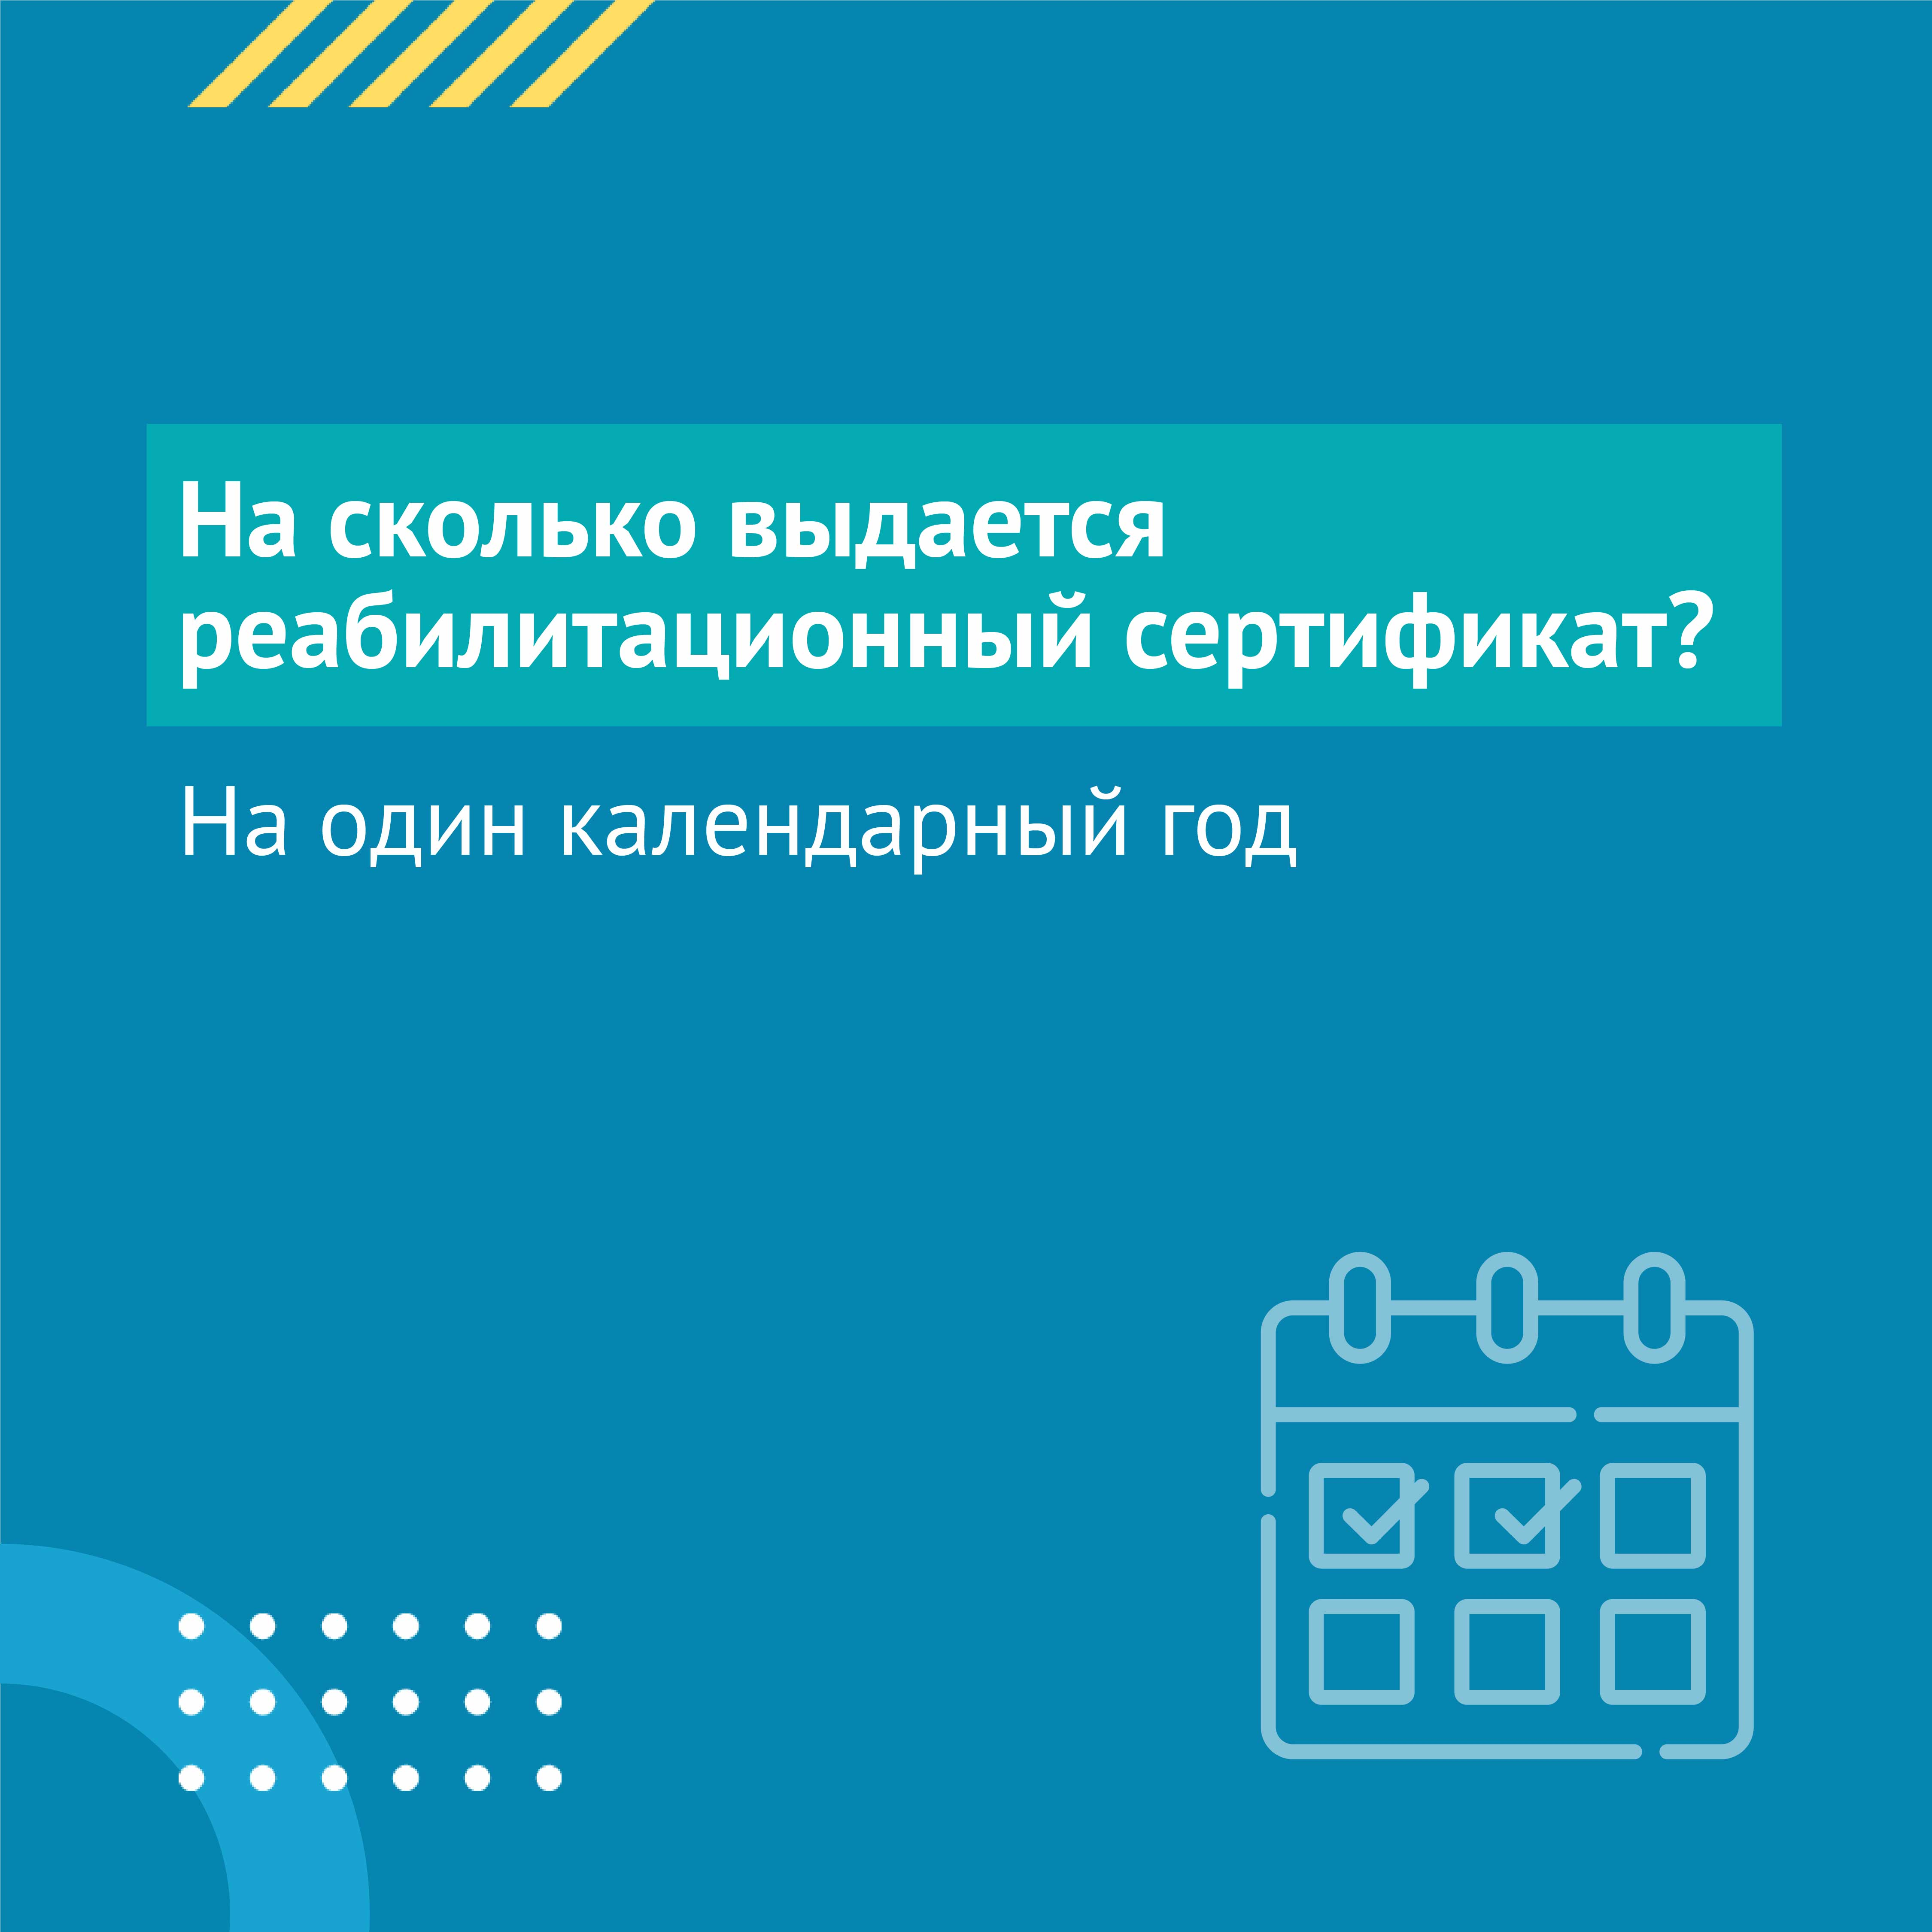 На сколько выдается
реабилитационный сертификат?
На один календарный год